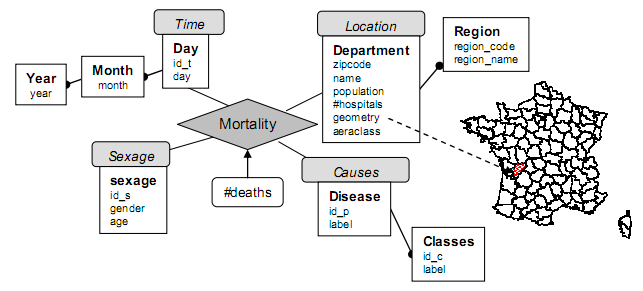 Time
Day
id_t
day
Month
month
Year
year
Location
Department
zipcode
name
population
#hospitals
geometry
aeraclass
Region
region_code
region_name
Mortality
Sexage
sexage
id_s
gender
age
#deaths
Causes
Disease
id_p
label
Classes
id_c
label